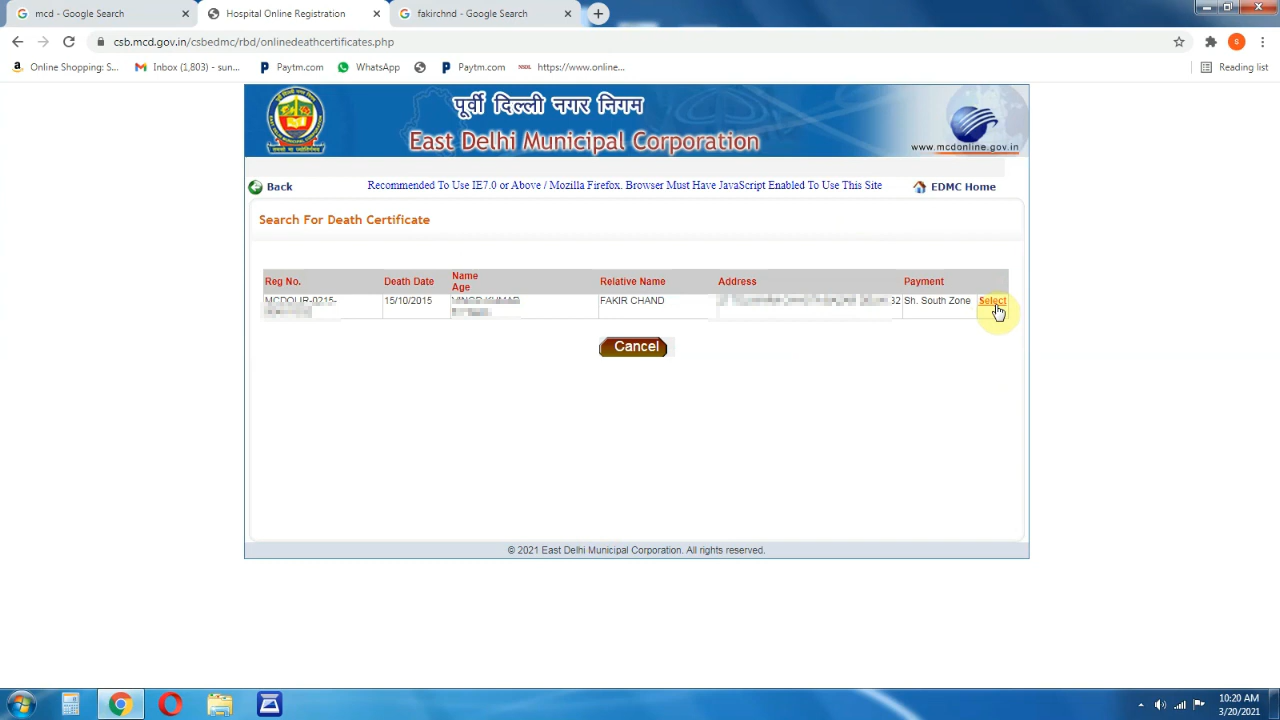 mcd - Google Search
Hospital Online Registration
fakirchnd - Google Search
csb.mcd.gov.in/csbedmc/rbd/onlinedeathcertificates.php
Online Shopping: S...
Inbox (1,803) - sun...
Paytm.com
WhatsApp
Paytm.com
https://www.online...
Reading list
पूर्वी दिल्ली नगर निगम
East Delhi Municipal Corporation
www.mcdonline.gov.in
Back
Recommended To Use IE7.0 or Above / Mozilla Firefox. Browser Must Have JavaScript Enabled To Use This Site
EDMC Home
Search For Death Certificate
Reg No. Death Date Name Age Relative Name Address Payment
15/10/2015 FAKIR CHAND 32 Sh. South Zone Select
Cancel
© 2021 East Delhi Municipal Corporation. All rights reserved.
10:20 AM
3/20/2021